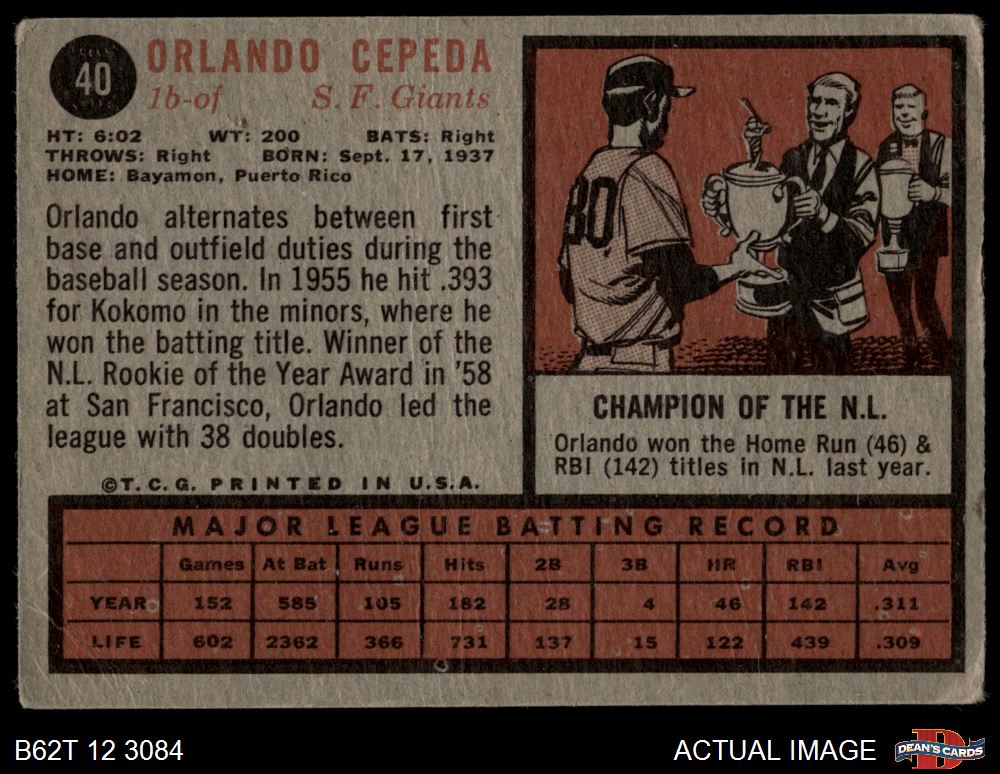 40
ORLANDO CEPEDA
1b-of S. F. Giants
HT: 6:02 WT: 200 BATS: Right
THROWS: Right BORN: Sept. 17, 1937
HOME: Bayamon, Puerto Rico
Orlando alternates between first
base and outfield duties during the
baseball season. In 1955 he hit .393
for Kokomo in the minors, where he
won the batting title. Winner of the
N.L. Rookie of the Year Award in '58
at San Francisco, Orlando led the
league with 38 doubles.
©T.C.G. PRINTED IN U.S.A.
80
CHAMPION OF THE N.L.
Orlando won the Home Run (46) &
RBI (142) titles in N.L. last year.
MAJOR LEAGUE BATTING RECORD
Games At Bat Runs Hits 2B 3B HR RBI Avg
YEAR 152 585 105 182 28 4 46 142 .311
LIFE 602 2362 366 731 137 15 122 439 .309
B62T 12 3084
ACTUAL IMAGE
D
DEAN'S CARDS